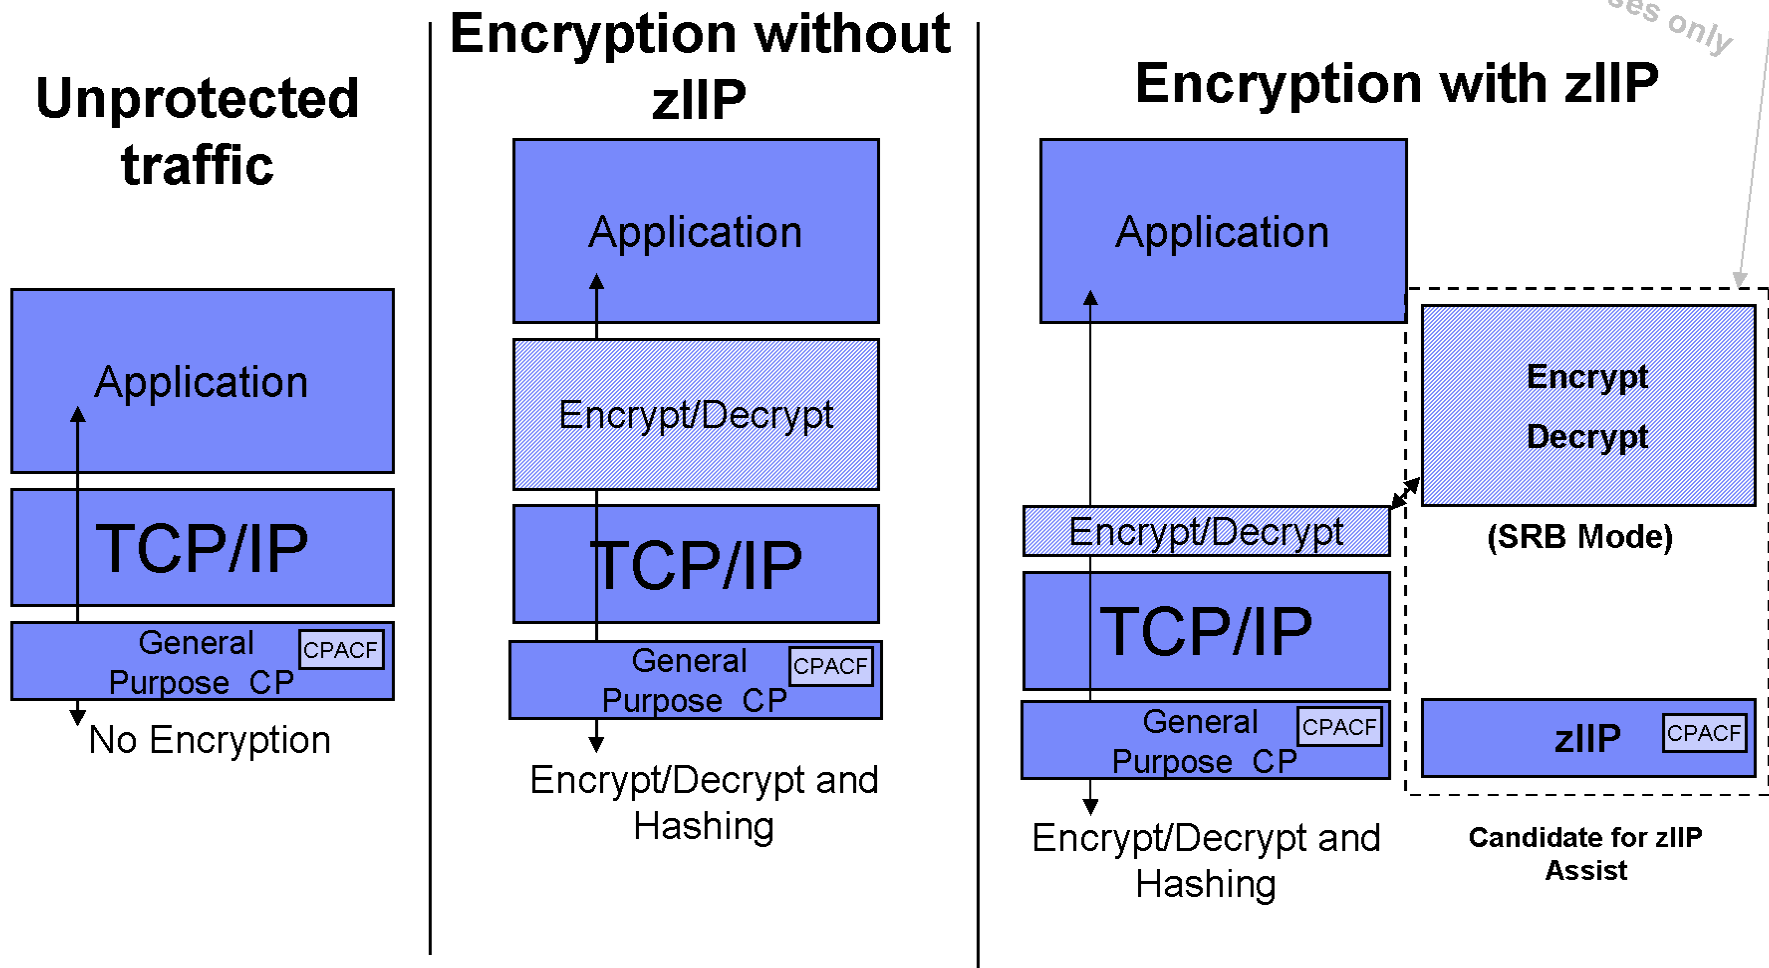 Unprotected
traffic
Application
TCP/IP
General
Purpose CP
CPACF
No Encryption
Encryption without
zIIP
Application
Encrypt/Decrypt
TCP/IP
General
Purpose CP
CPACF
Encrypt/Decrypt and
Hashing
only
Encryption with zIIP
Application
Encrypt/Decrypt
TCP/IP
General
Purpose CP
CPACF
Encrypt/Decrypt and
Hashing
Encrypt
Decrypt
(SRB Mode)
zIIP
CPACF
Candidate for zIIP
Assist